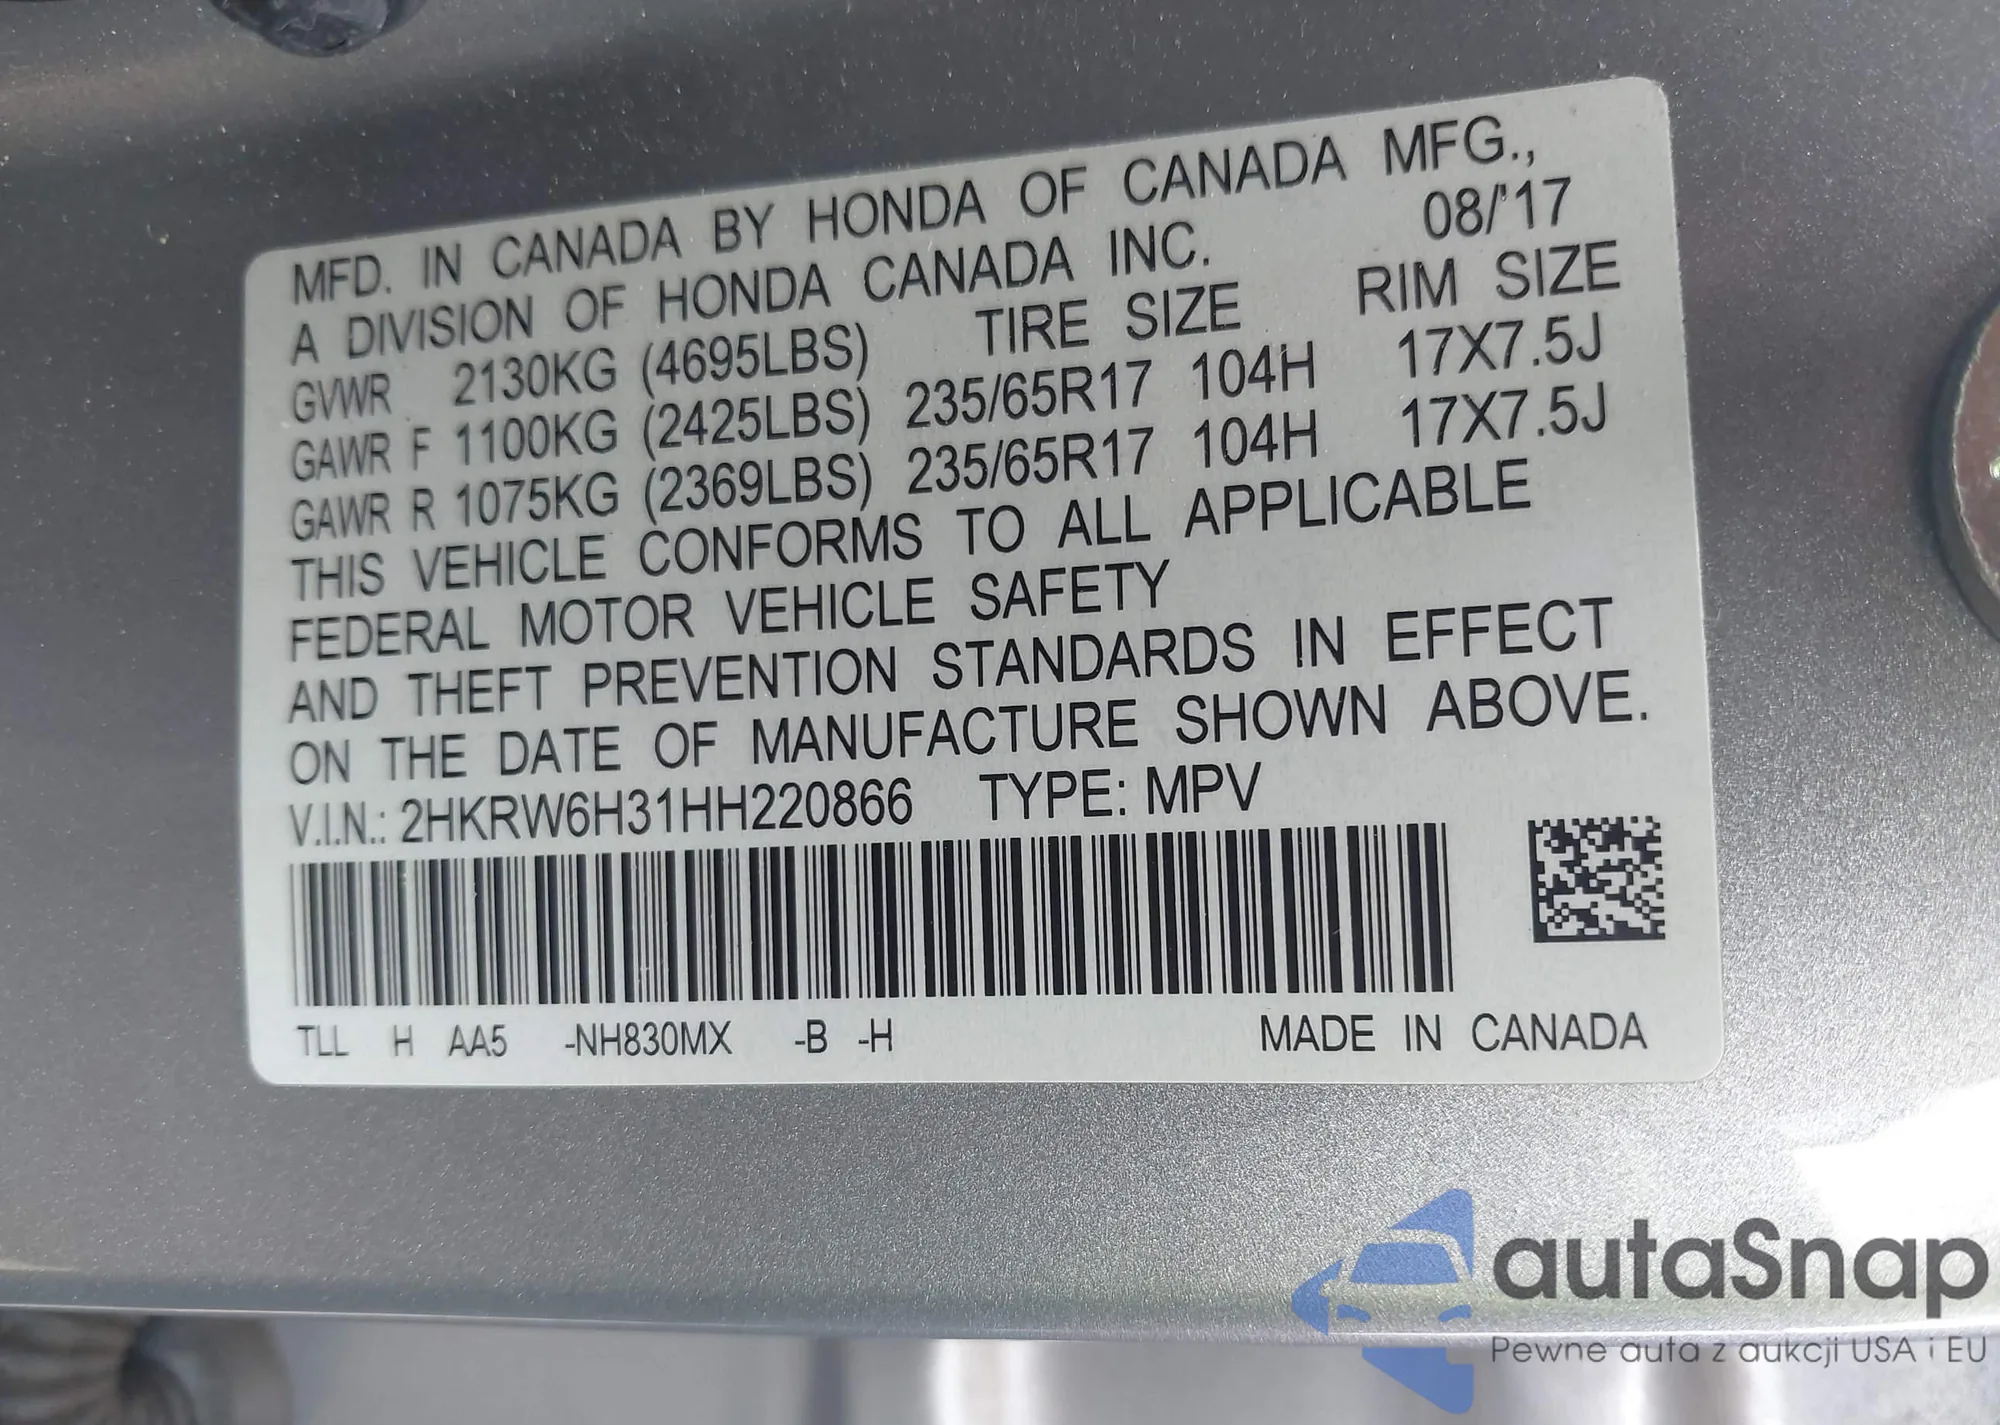 MFD. IN CANADA BY HONDA OF CANADA MFG.,
A DIVISION OF HONDA CANADA INC. 08/'17
GVWR 2130KG (4695LBS) TIRE SIZE RIM SIZE
GAWR F 1100KG (2425LBS) 235/65R17 104H 17X7.5J
GAWR R 1075KG (2369LBS) 235/65R17 104H 17X7.5J
THIS VEHICLE CONFORMS TO ALL APPLICABLE
FEDERAL MOTOR VEHICLE SAFETY
AND THEFT PREVENTION STANDARDS IN EFFECT
ON THE DATE OF MANUFACTURE SHOWN ABOVE.
V.I.N.: 2HKRW6H31HH220866 TYPE: MPV
TLL H AA5 -NH830MX -B -H MADE IN CANADA
autaSnap
Pewne auta z aukcji USA i EU